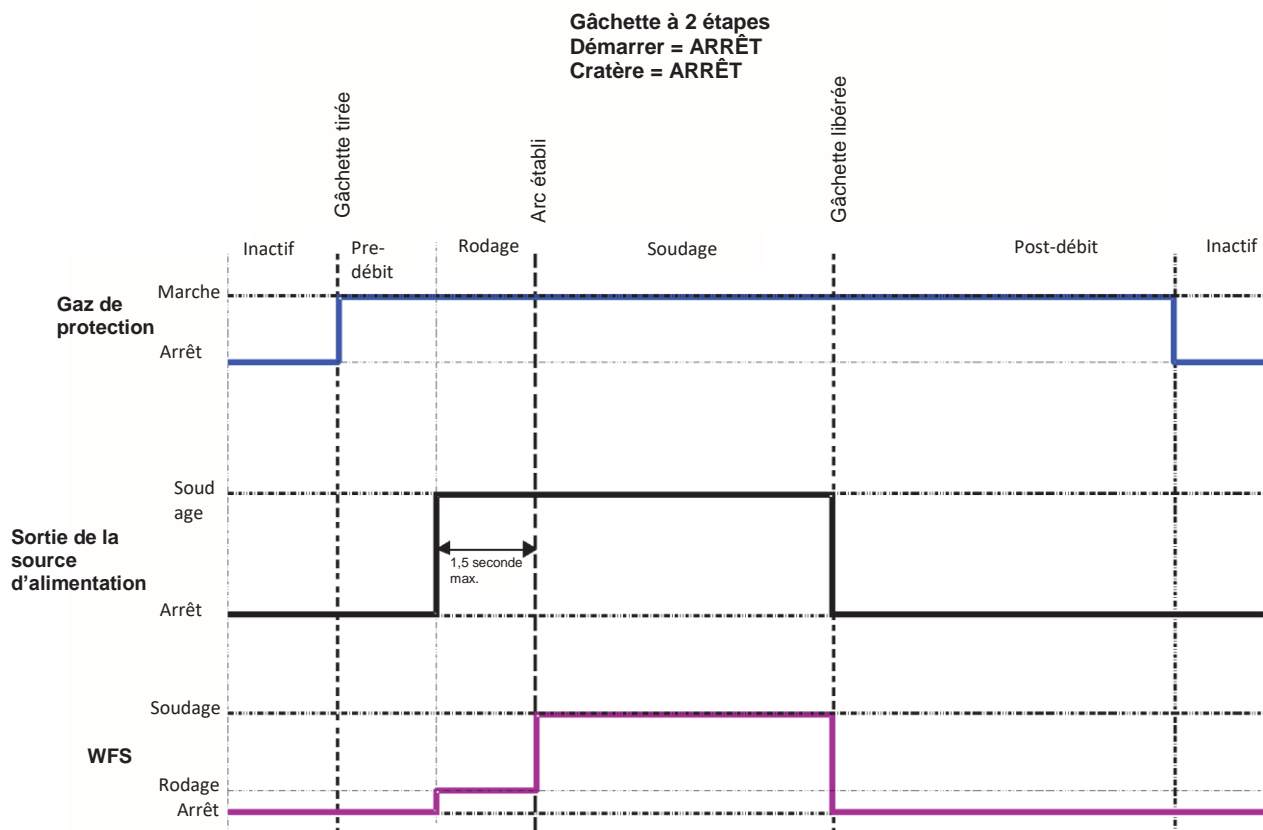 Gâchette à 2 étapes
Démarrer = ARRÊT
Cratère = ARRÊT
Gâchette tirée
Arc établi
Gâchette libérée
Inactif
Pre-
débit
Rodage
Soudage
Post-débit
Inactif
Gaz de
protection
Marche
Arrêt
Sortie de la
source
d'alimentation
Soud
age
1,5 seconde
max.
Arrêt
WFS
Soudage
Rodage
Arrêt